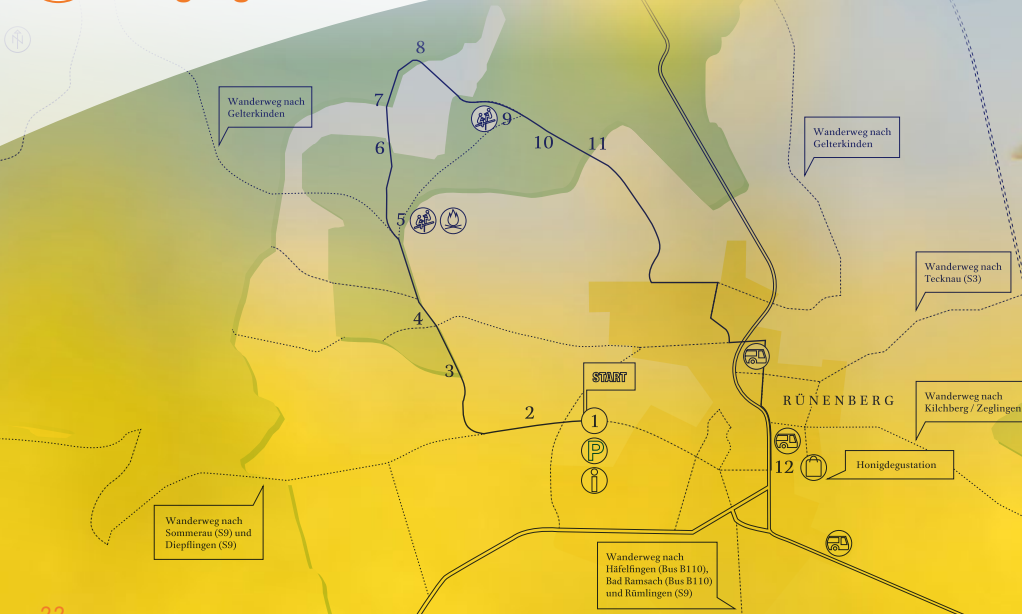 8
7
Wanderweg nach
Gelterkinden
9
Wanderweg nach
Gelterkinden
6
10
11
5
Wanderweg nach
Tecknau (S3)
4
3
START
RÜNENBERG
Wanderweg nach
Kilchberg / Zeglingen
2
1
P
i
12
Honigdegustation
Wanderweg nach
Sommerau (S9) und
Diepflingen (S9)
Wanderweg nach
Häfelfingen (Bus B110),
Bad Ramsach (Bus B110)
und Rümlingen (S9)